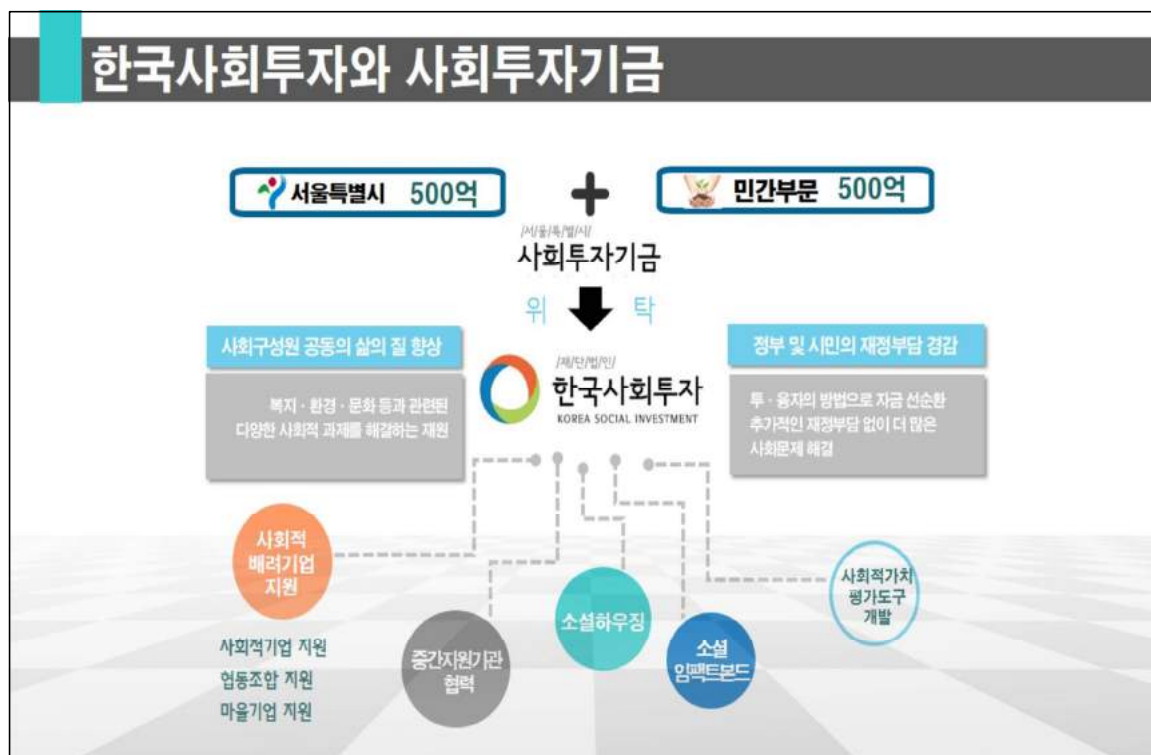 한국사회투자와 사회투자기금
서울특별시 500억
+
민간부문 500억
/서/울/특/별/시/
사회투자기금
위 탁
사회구성원 공동의 삶의 질 향상
복지 · 환경 · 문화 등과 관련된
다양한 사회적 과제를 해결하는 재원
/재/단/법/인/
한국사회투자
KOREA SOCIAL INVESTMENT
정부 및 시민의 재정부담 경감
투 · 융자의 방법으로 자금 선순환
추가적인 재정부담 없이 더 많은
사회문제 해결
사회적
배려기업
지원
사회적기업 지원
협동조합 지원
마을기업 지원
중간지원기관
협력
소셜하우징
소셜
임팩트본드
사회적가치
평가도구
개발